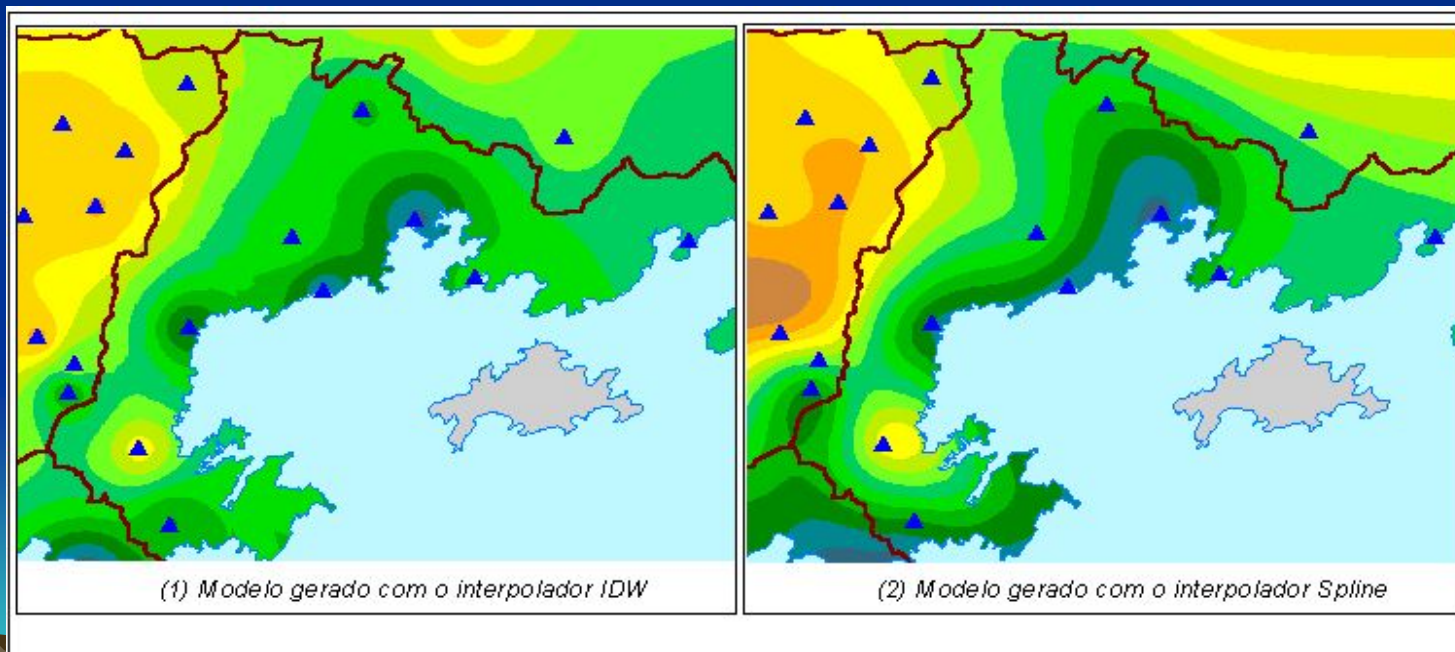 (1) Modelo gerado com o interpolador IDW
(2) Modelo gerado com o interpolador Spline